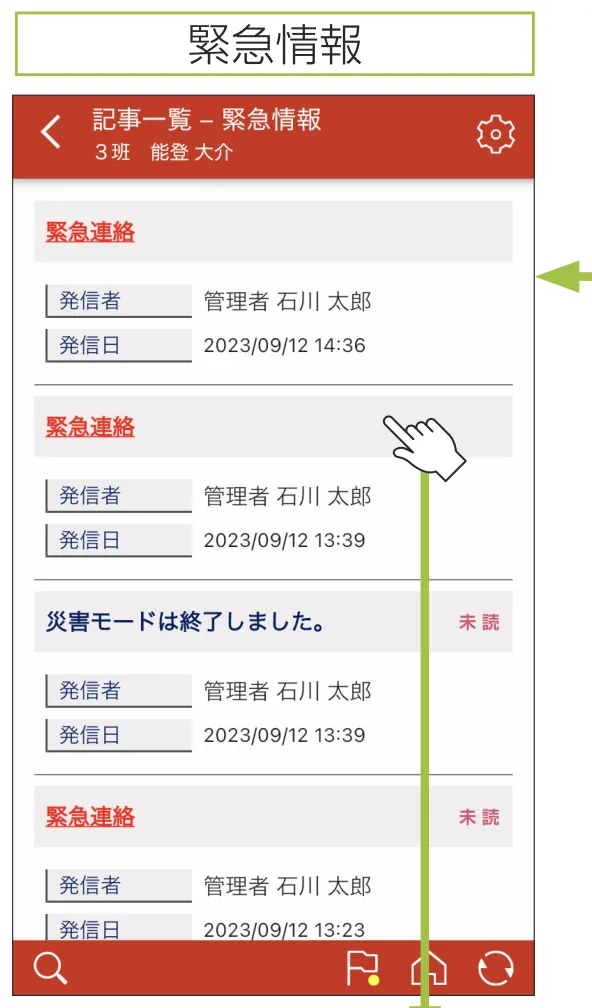 緊急情報
記事一覧 – 緊急情報
3班 能登 大介
緊急連絡
発信者 管理者 石川 太郎
発信日 2023/09/12 14:36
緊急連絡
発信者 管理者 石川 太郎
発信日 2023/09/12 13:39
災害モードは終了しました。 未読
発信者 管理者 石川 太郎
発信日 2023/09/12 13:39
緊急連絡 未読
発信者 管理者 石川 太郎
発信日 2023/09/12 13:23